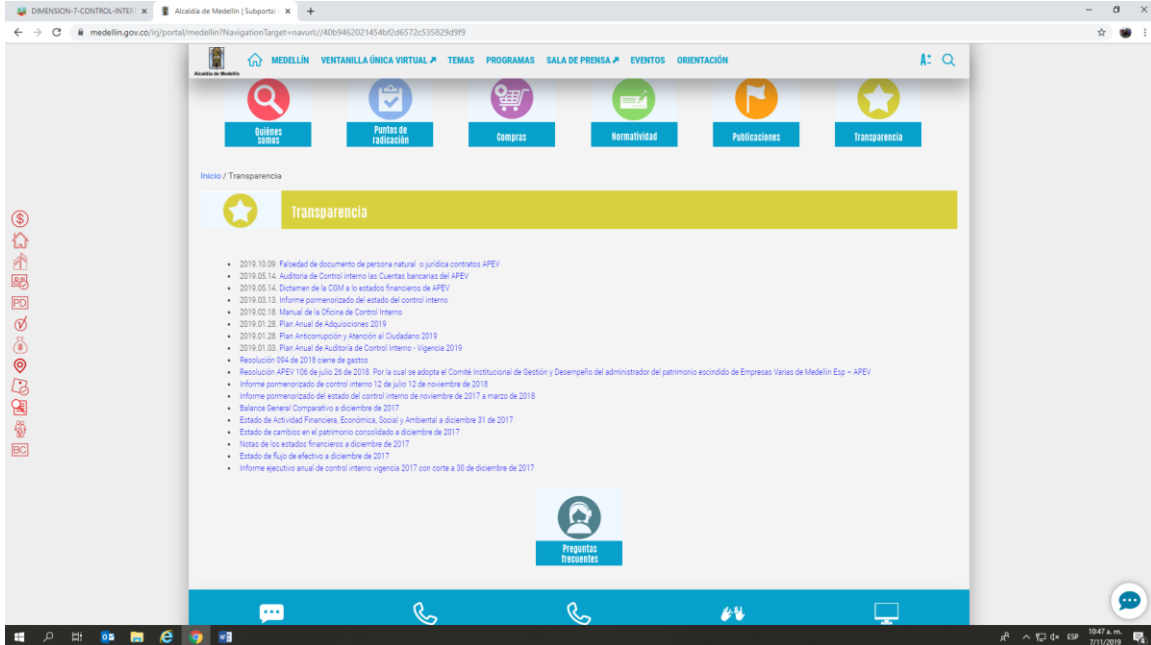 DIMENSION-7-CONTROL-INTER
Alcaldía de Medellín | Subportal
medellin.gov.co/irj/portal/medellin?NavigationTarget=navurl://40b9462021454bf2d6572c535829d9f9
Alcaldía de Medellín
MEDELLÍN VENTANILLA ÚNICA VIRTUAL TEMAS PROGRAMAS SALA DE PRENSA EVENTOS ORIENTACIÓN
Quiénes somos
Puntos de radicación
Compras
Normatividad
Publicaciones
Transparencia
Inicio / Transparencia
Transparencia
2019.10.09. Falsedad de documento de persona natural o jurídica contratos APEV
2019.05.14. Auditoria de Control interno las Cuentas bancarias del APEV
2019.05.14. Dictamen de la CGM a lo estados financieros de APEV
2019.03.13. Informe pormenorizado del estado del control interno
2019.02.18. Manual de la Oficina de Control Interno
2019.01.28. Plan Anual de Adquisiciones 2019
2019.01.28. Plan Anticorrupción y Atención al Ciudadano 2019
2019.01.03. Plan Anual de Auditoría de Control Interno - Vigencia 2019
Resolución 094 de 2018 cierre de gastos
Resolución APEV 106 de julio 26 de 2018. Por la cual se adopta el Comité Institucional de Gestión y Desempeño del administrador del patrimonio escindido de Empresas Varias de Medellín Esp – APEV
Informe pormenorizado de control interno 12 de julio 12 de noviembre de 2018
Informe pormenorizado del estado del control interno de noviembre de 2017 a marzo de 2018
Balance General Comparativo a diciembre de 2017
Estado de Actividad Financiera, Económica, Social y Ambiental a diciembre 31 de 2017
Estado de cambios en el patrimonio consolidado a diciembre de 2017
Notas de los estados financieros a diciembre de 2017
Estado de flujo de efectivo a diciembre de 2017
Informe ejecutivo anual de control interno vigencia 2017 con corte a 30 de diciembre de 2017
PD
BC
Preguntas frecuentes
ESP
10:47 a. m.
7/11/2019